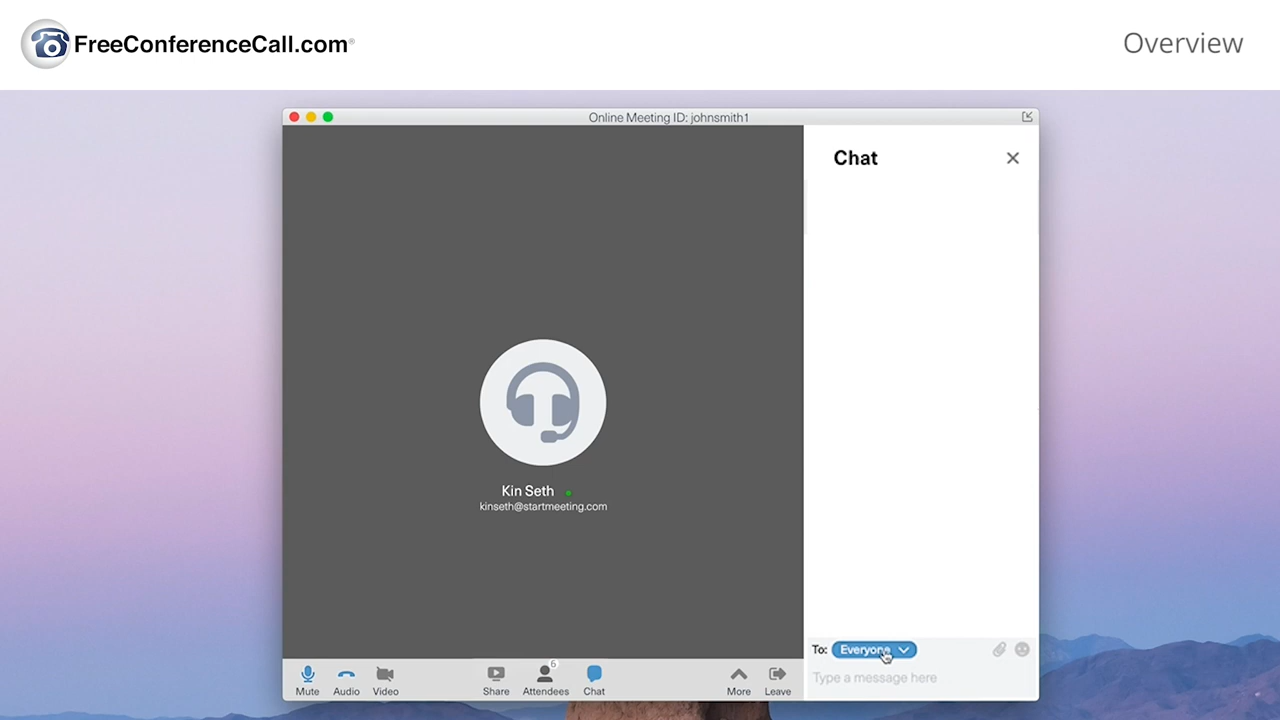 FreeConferenceCall.com®
Overview
Online Meeting ID: johnsmith1
Chat
Kin Seth
kinseth@startmeeting.com
To: Everyone
Type a message here
6
Mute Audio Video Share Attendees Chat More Leave